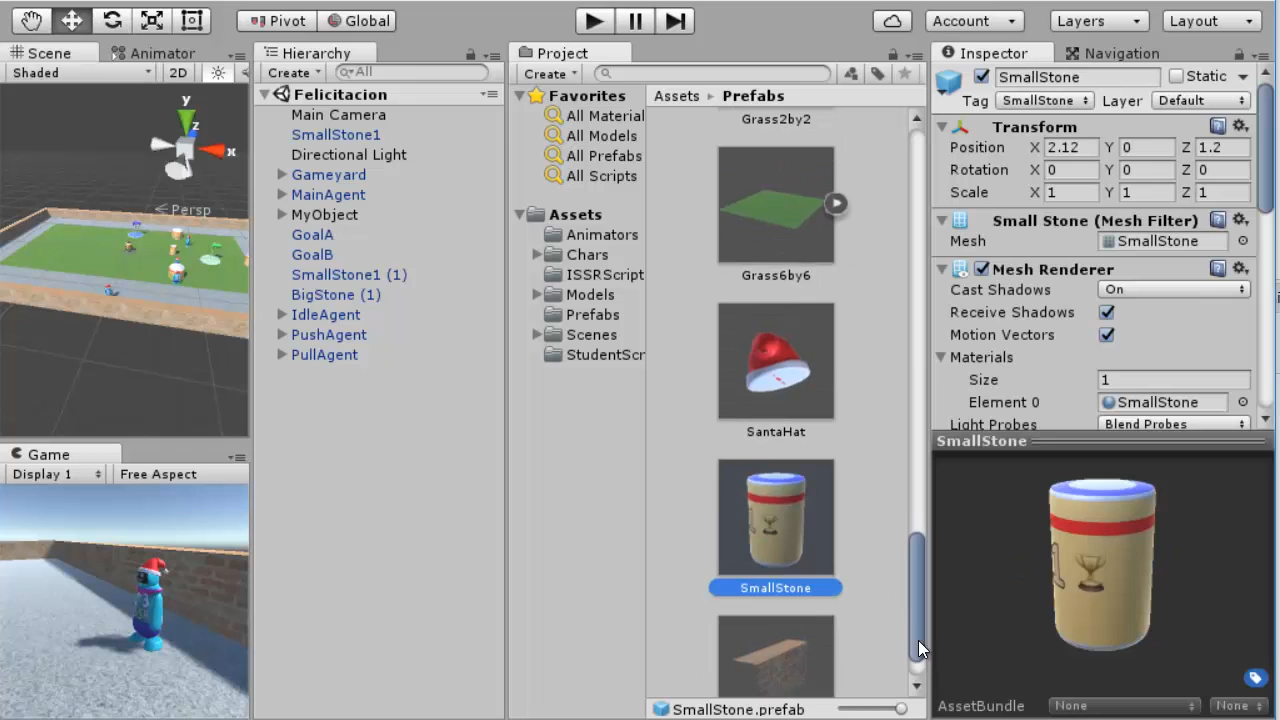 Pivot
Global
Account
Layers
Layout
Scene
Animator
Hierarchy
Project
Inspector
Navigation
Shaded
2D
Create
All
Create
SmallStone
Static
Tag
SmallStone
Layer
Default
Felicitacion
Main Camera
SmallStone1
Directional Light
Gameyard
MainAgent
MyObject
GoalA
GoalB
SmallStone1 (1)
BigStone (1)
IdleAgent
PushAgent
PullAgent
y
z
x
Persp
Favorites
All Material
All Models
All Prefabs
All Scripts
Assets
Animators
Chars
ISSRScript
Models
Prefabs
Scenes
StudentScr
Assets
Prefabs
Grass2by2
Grass6by6
SantaHat
SmallStone
SmallStone.prefab
Transform
Position X 2.12 Y 0 Z 1.2
Rotation X 0 Y 0 Z 0
Scale X 1 Y 1 Z 1
Small Stone (Mesh Filter)
Mesh SmallStone
Mesh Renderer
Cast Shadows On
Receive Shadows
Motion Vectors
Materials
Size 1
Element 0 SmallStone
Light Probes Blend Probes
SmallStone
AssetBundle None None
Game
Display 1
Free Aspect